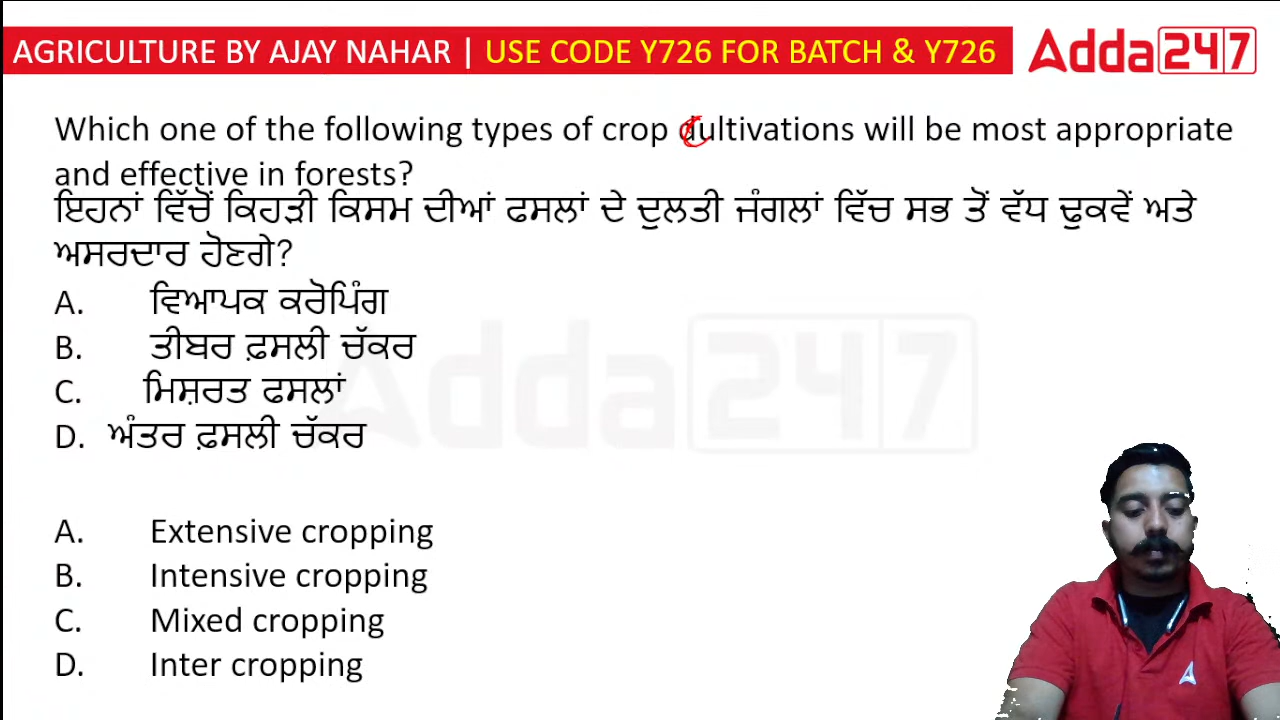 AGRICULTURE BY AJAY NAHAR | USE CODE Y726 FOR BATCH & Y726
Adda247
Which one of the following types of crop cultivations will be most appropriate
and effective in forests?
ਇਹਨਾਂ ਵਿੱਚੋਂ ਕਿਹੜੀ ਕਿਸਮ ਦੀਆਂ ਫਸਲਾਂ ਦੇ ਦੁਲਤੀ ਜੰਗਲਾਂ ਵਿੱਚ ਸਭ ਤੋਂ ਵੱਧ ਢੁਕਵੇਂ ਅਤੇ
ਅਸਰਦਾਰ ਹੋਣਗੇ?
A. ਵਿਆਪਕ ਕਰੋਪਿੰਗ
B. ਤੀਬਰ ਫ਼ਸਲੀ ਚੱਕਰ
C. ਮਿਸ਼ਰਤ ਫਸਲਾਂ
D. ਅੰਤਰ ਫ਼ਸਲੀ ਚੱਕਰ
Adda247
A. Extensive cropping
B. Intensive cropping
C. Mixed cropping
D. Inter cropping